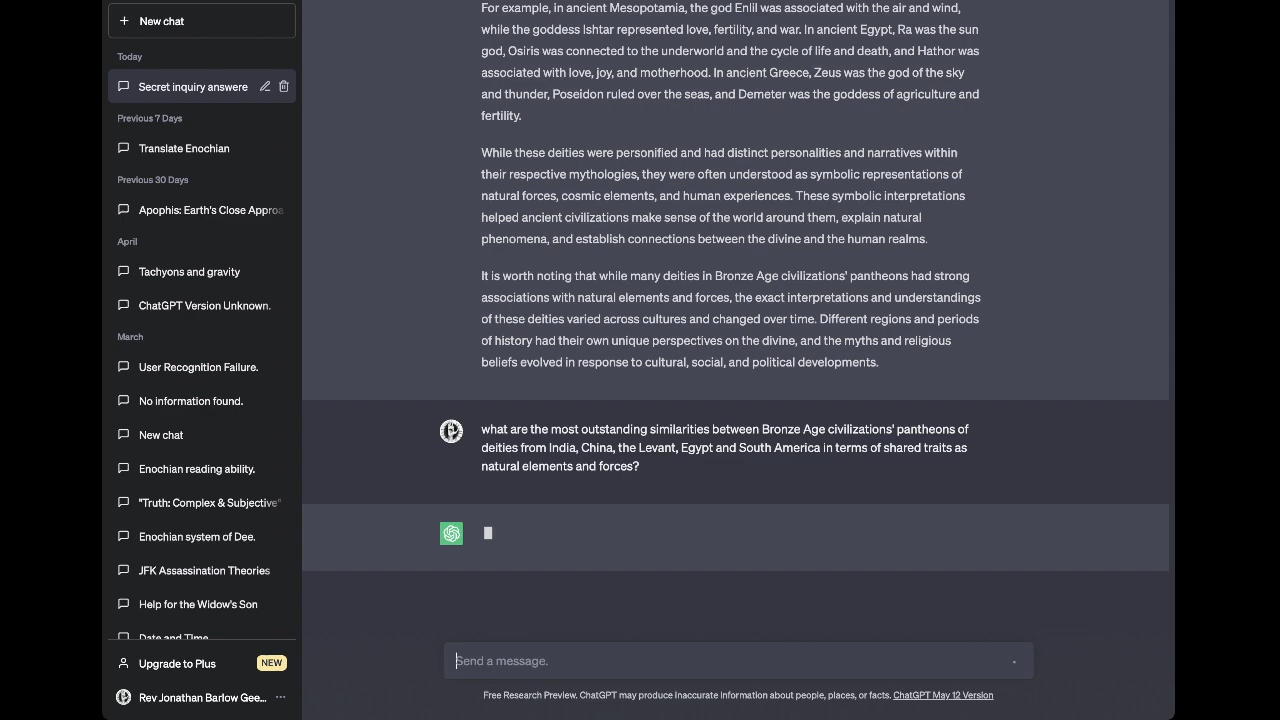 New chat
Today
Secret inquiry answere
Previous 7 Days
Translate Enochian
Previous 30 Days
Apophis: Earth's Close Approa
April
Tachyons and gravity
ChatGPT Version Unknown.
March
User Recognition Failure.
No information found.
New chat
Enochian reading ability.
"Truth: Complex & Subjective"
Enochian system of Dee.
JFK Assassination Theories
Help for the Widow's Son
Date and Time
Upgrade to Plus
NEW
Rev Jonathan Barlow Gee...
For example, in ancient Mesopotamia, the god Enlil was associated with the air and wind,
while the goddess Ishtar represented love, fertility, and war. In ancient Egypt, Ra was the sun
god, Osiris was connected to the underworld and the cycle of life and death, and Hathor was
associated with love, joy, and motherhood. In ancient Greece, Zeus was the god of the sky
and thunder, Poseidon ruled over the seas, and Demeter was the goddess of agriculture and
fertility.
While these deities were personified and had distinct personalities and narratives within
their respective mythologies, they were often understood as symbolic representations of
natural forces, cosmic elements, and human experiences. These symbolic interpretations
helped ancient civilizations make sense of the world around them, explain natural
phenomena, and establish connections between the divine and the human realms.
It is worth noting that while many deities in Bronze Age civilizations' pantheons had strong
associations with natural elements and forces, the exact interpretations and understandings
of these deities varied across cultures and changed over time. Different regions and periods
of history had their own unique perspectives on the divine, and the myths and religious
beliefs evolved in response to cultural, social, and political developments.
what are the most outstanding similarities between Bronze Age civilizations' pantheons of
deities from India, China, the Levant, Egypt and South America in terms of shared traits as
natural elements and forces?
Send a message.
Free Research Preview. ChatGPT may produce inaccurate information about people, places, or facts. ChatGPT May 12 Version